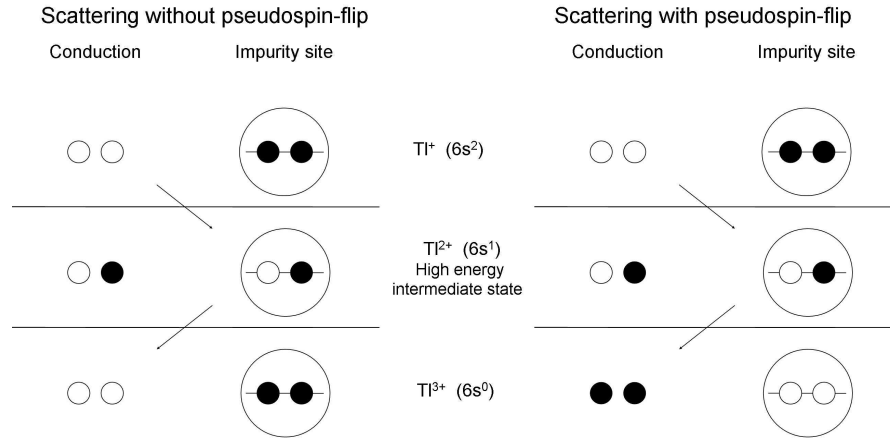 Scattering without pseudospin-flip
Scattering with pseudospin-flip
Conduction
Impurity site
Conduction
Impurity site
Tl⁺ (6s²)
Tl²⁺ (6s¹)
High energy
intermediate state
Tl³⁺ (6s⁰)